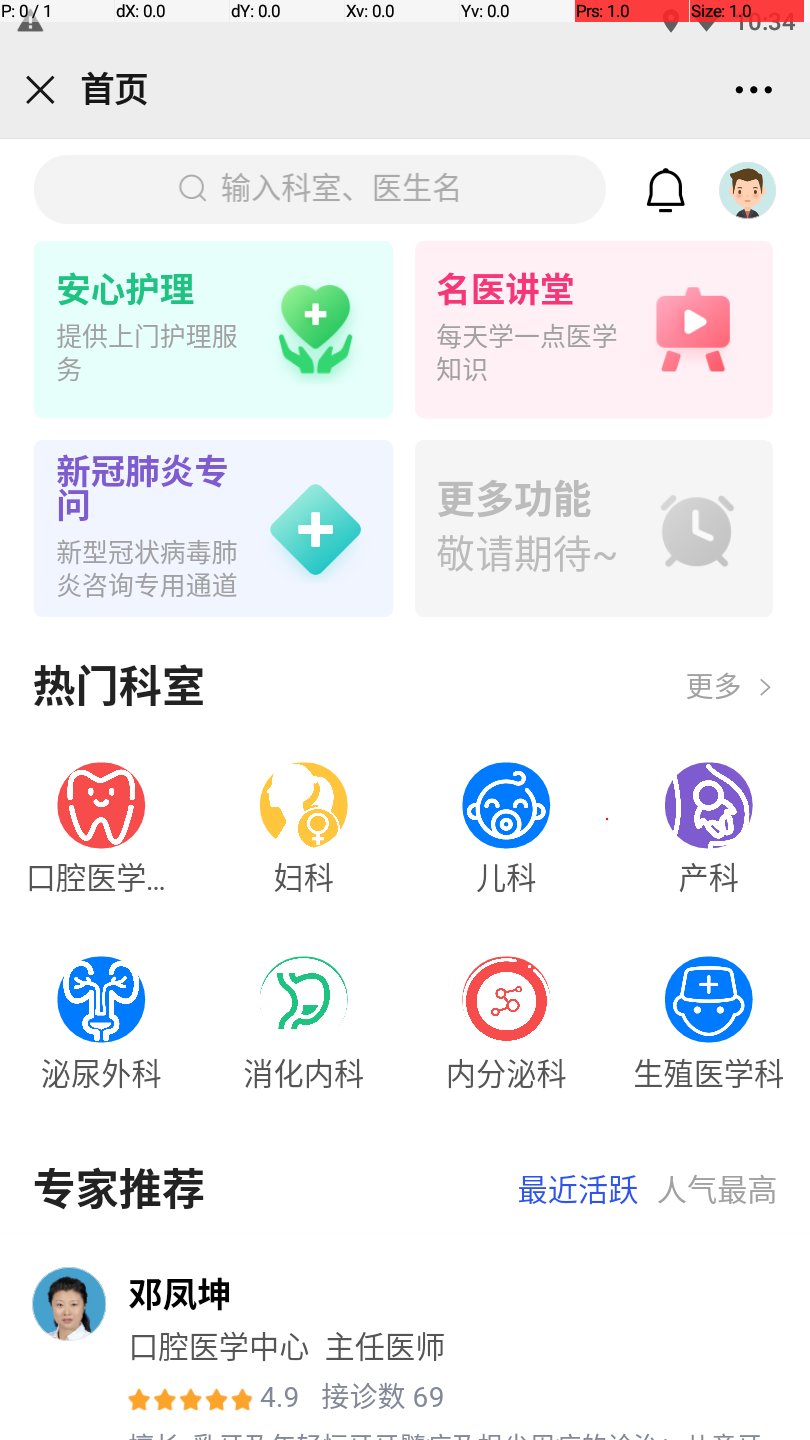 P: 0 / 1 dX: 0.0 dY: 0.0 Xv: 0.0 Yv: 0.0 Prs: 1.0 Size: 1.0
10:34
首页
输入科室、医生名
安心护理
提供上门护理服
务
名医讲堂
每天学一点医学
知识
新冠肺炎专
问
新型冠状病毒肺
炎咨询专用通道
更多功能
敬请期待~
热门科室 更多
口腔医学... 妇科 儿科 产科
泌尿外科 消化内科 内分泌科 生殖医学科
专家推荐 最近活跃 人气最高
邓凤坤
口腔医学中心 主任医师
4.9 接诊数 69